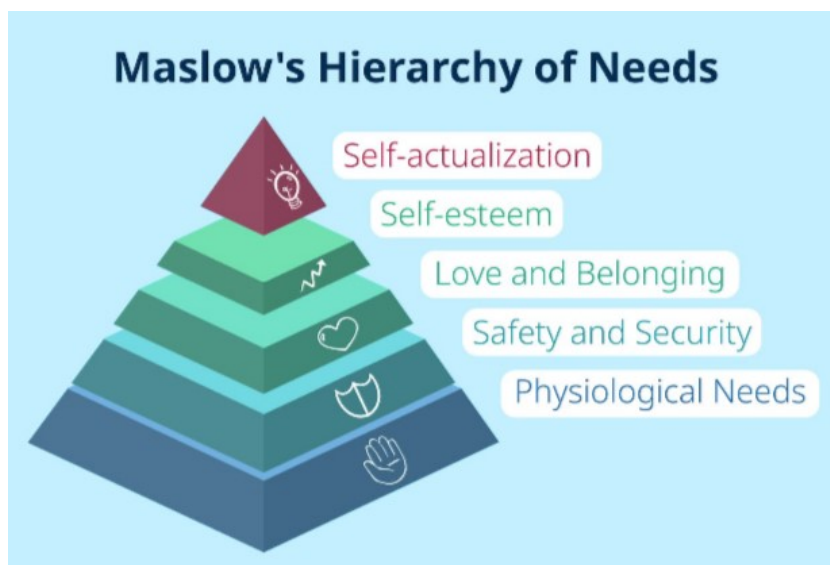 Maslow's Hierarchy of Needs
Self-actualization
Self-esteem
Love and Belonging
Safety and Security
Physiological Needs